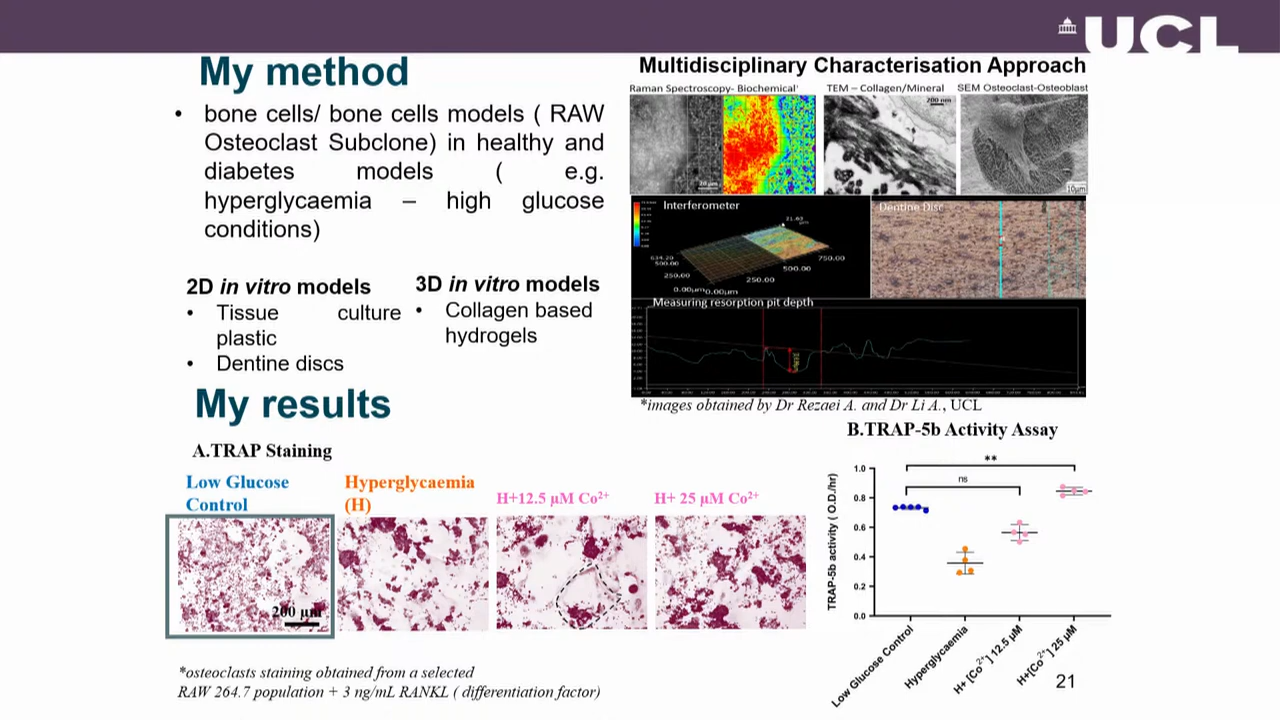 UCL
My method
• bone cells/ bone cells models ( RAW
Osteoclast Subclone) in healthy and
diabetes models ( e.g.
hyperglycaemia – high glucose
conditions)
2D in vitro models
• Tissue culture
plastic
• Dentine discs
3D in vitro models
• Collagen based
hydrogels
Multidisciplinary Characterisation Approach
Raman Spectroscopy- Biochemical
TEM – Collagen/Mineral
200 nm
SEM Osteoclast-Osteoblast
10µm
Interferometer
21.63
634.20
500.00
250.00
0.00µm
0.00µm
250.00
500.00
750.00
Dentine Disc
Measuring resorption pit depth
*images obtained by Dr Rezaei A. and Dr Li A., UCL
My results
A.TRAP Staining
Low Glucose
Control
Hyperglycaemia
(H)
H+12.5 µM Co²⁺
H+ 25 µM Co²⁺
200 µm
*osteoclasts staining obtained from a selected
RAW 264.7 population + 3 ng/mL RANKL ( differentiation factor)
B.TRAP-5b Activity Assay
**
ns
TRAP-5b activity ( O.D./hr)
1.0
0.8
0.6
0.4
0.2
0.0
Low Glucose Control
Hyperglycaemia
H+ [Co²⁺] 12.5 µM
H+[Co²⁺] 25 µM
21